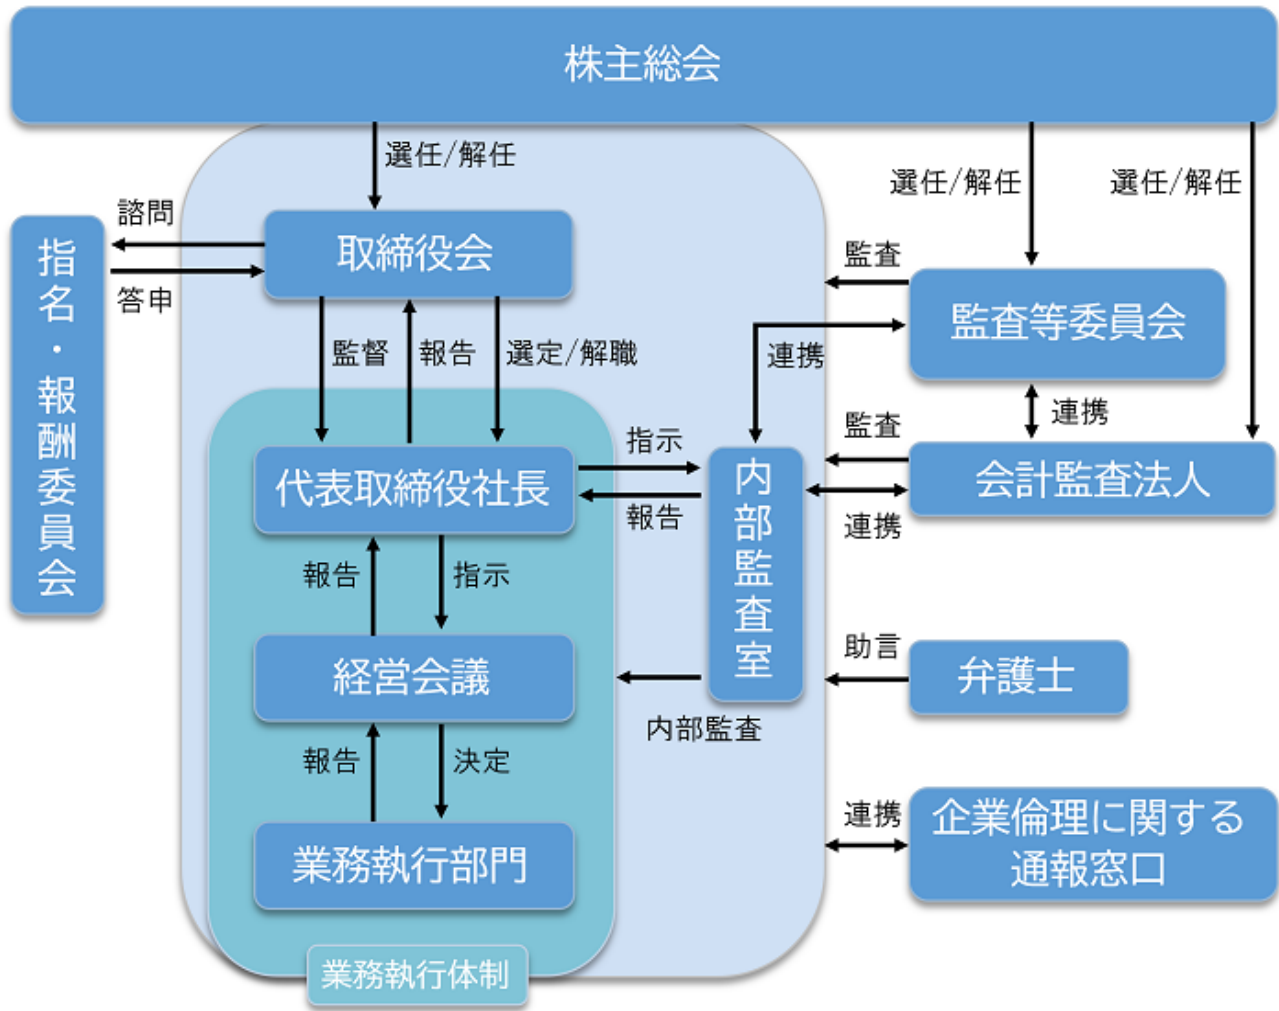 株主総会
選任/解任
選任/解任
選任/解任
諮問
答申
指名・報酬委員会
取締役会
監査
監査等委員会
監督
報告
選定/解職
連携
連携
代表取締役社長
指示
報告
内部監査室
監査
連携
会計監査法人
報告
指示
経営会議
内部監査
助言
弁護士
報告
決定
業務執行部門
連携
企業倫理に関する
通報窓口
業務執行体制